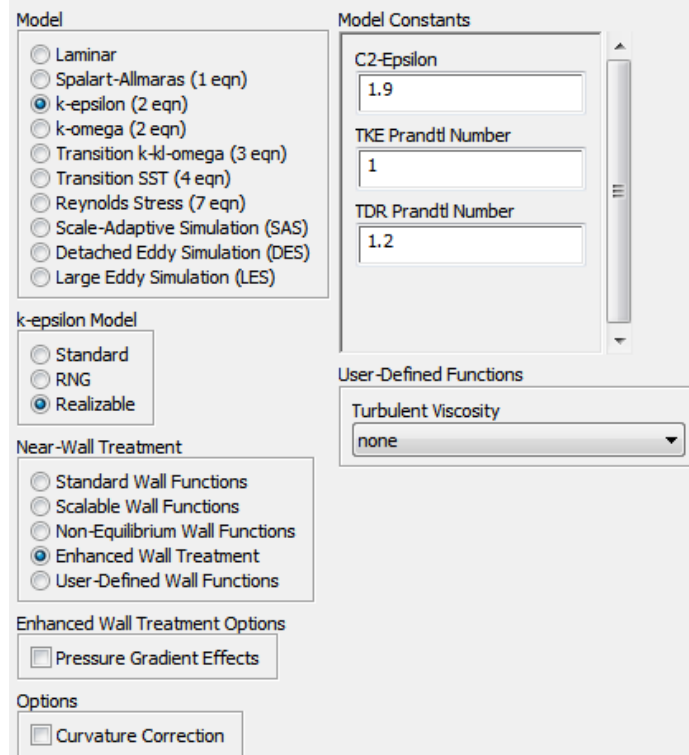 Model
Laminar
Spalart-Allmaras (1 eqn)
k-epsilon (2 eqn)
k-omega (2 eqn)
Transition k-kl-omega (3 eqn)
Transition SST (4 eqn)
Reynolds Stress (7 eqn)
Scale-Adaptive Simulation (SAS)
Detached Eddy Simulation (DES)
Large Eddy Simulation (LES)
k-epsilon Model
Standard
RNG
Realizable
Near-Wall Treatment
Standard Wall Functions
Scalable Wall Functions
Non-Equilibrium Wall Functions
Enhanced Wall Treatment
User-Defined Wall Functions
Enhanced Wall Treatment Options
Pressure Gradient Effects
Options
Curvature Correction
Model Constants
C2-Epsilon
1.9
TKE Prandtl Number
1
TDR Prandtl Number
1.2
User-Defined Functions
Turbulent Viscosity
none